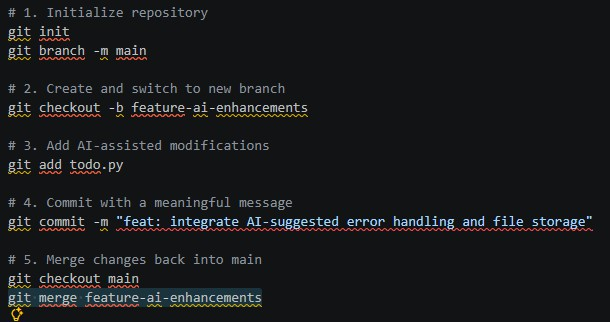 # 1. Initialize repository
git init
git branch -m main
# 2. Create and switch to new branch
git checkout -b feature-ai-enhancements
# 3. Add AI-assisted modifications
git add todo.py
# 4. Commit with a meaningful message
git commit -m "feat: integrate AI-suggested error handling and file storage"
# 5. Merge changes back into main
git checkout main
git merge feature-ai-enhancements